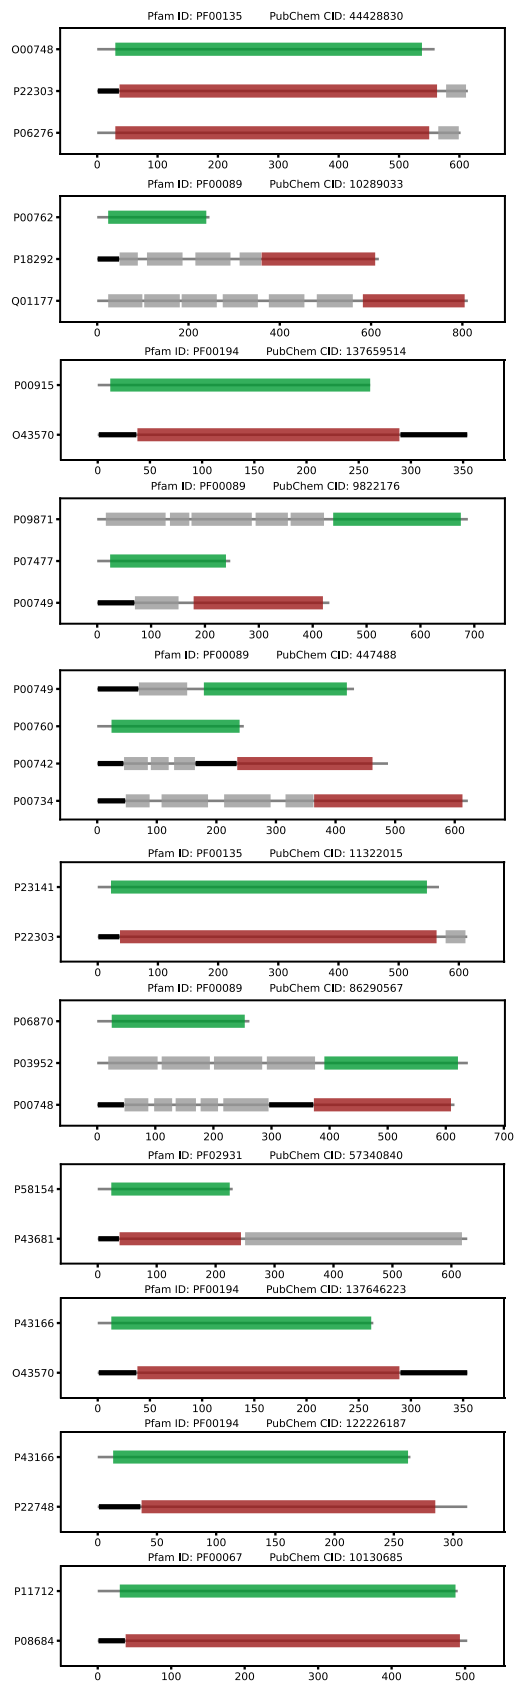 Pfam ID: PF00135 PubChem CID: 44428830
O00748
P22303
P06276
0 100 200 300 400 500 600
Pfam ID: PF00089 PubChem CID: 10289033
P00762
P18292
Q01177
0 200 400 600 800
Pfam ID: PF00194 PubChem CID: 137659514
P00915
O43570
0 50 100 150 200 250 300 350
Pfam ID: PF00089 PubChem CID: 9822176
P09871
P07477
P00749
0 100 200 300 400 500 600 700
Pfam ID: PF00089 PubChem CID: 447488
P00749
P00760
P00742
P00734
0 100 200 300 400 500 600
Pfam ID: PF00135 PubChem CID: 11322015
P23141
P22303
0 100 200 300 400 500 600
Pfam ID: PF00089 PubChem CID: 86290567
P06870
P03952
P00748
0 100 200 300 400 500 600 700
Pfam ID: PF02931 PubChem CID: 57340840
P58154
P43681
0 100 200 300 400 500 600
Pfam ID: PF00194 PubChem CID: 137646223
P43166
O43570
0 50 100 150 200 250 300 350
Pfam ID: PF00194 PubChem CID: 122226187
P43166
P22748
0 50 100 150 200 250 300
Pfam ID: PF00067 PubChem CID: 10130685
P11712
P08684
0 100 200 300 400 500